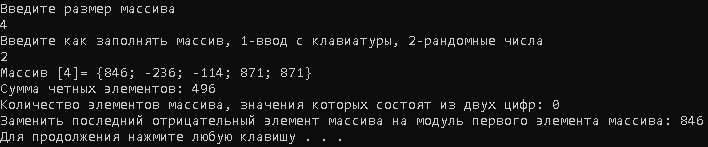 Введите размер массива
4
Введите как заполнять массив, 1-ввод с клавиатуры, 2-рандомные числа
2
Массив [4]= {846; -236; -114; 871; 871}
Сумма четных элементов: 496
Количество элементов массива, значения которых состоят из двух цифр: 0
Заменить последний отрицательный элемент массива на модуль первого элемента массива: 846
Для продолжения нажмите любую клавишу . . .